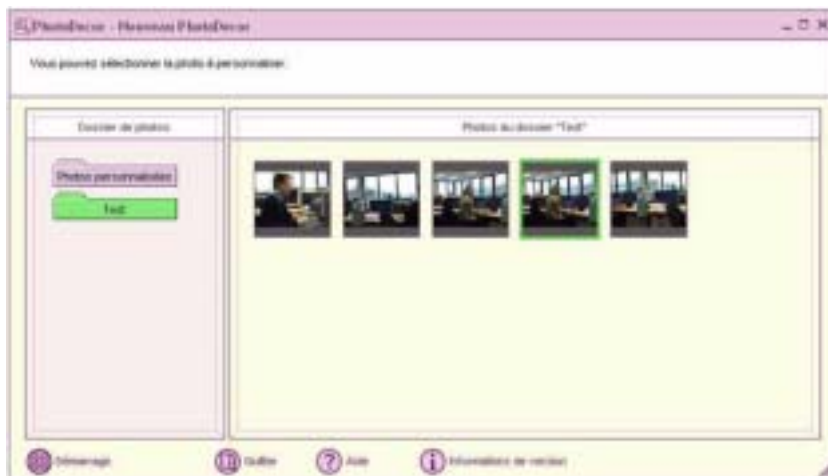 PhotoDecor - Nouveau PhotoDecor
Vous pouvez sélectionner la photo à personnaliser.
Dossier de photos
Photos du dossier "Test"
Photos personnalisées
Test
Démarrage
Quitter
Aide
Informations de version